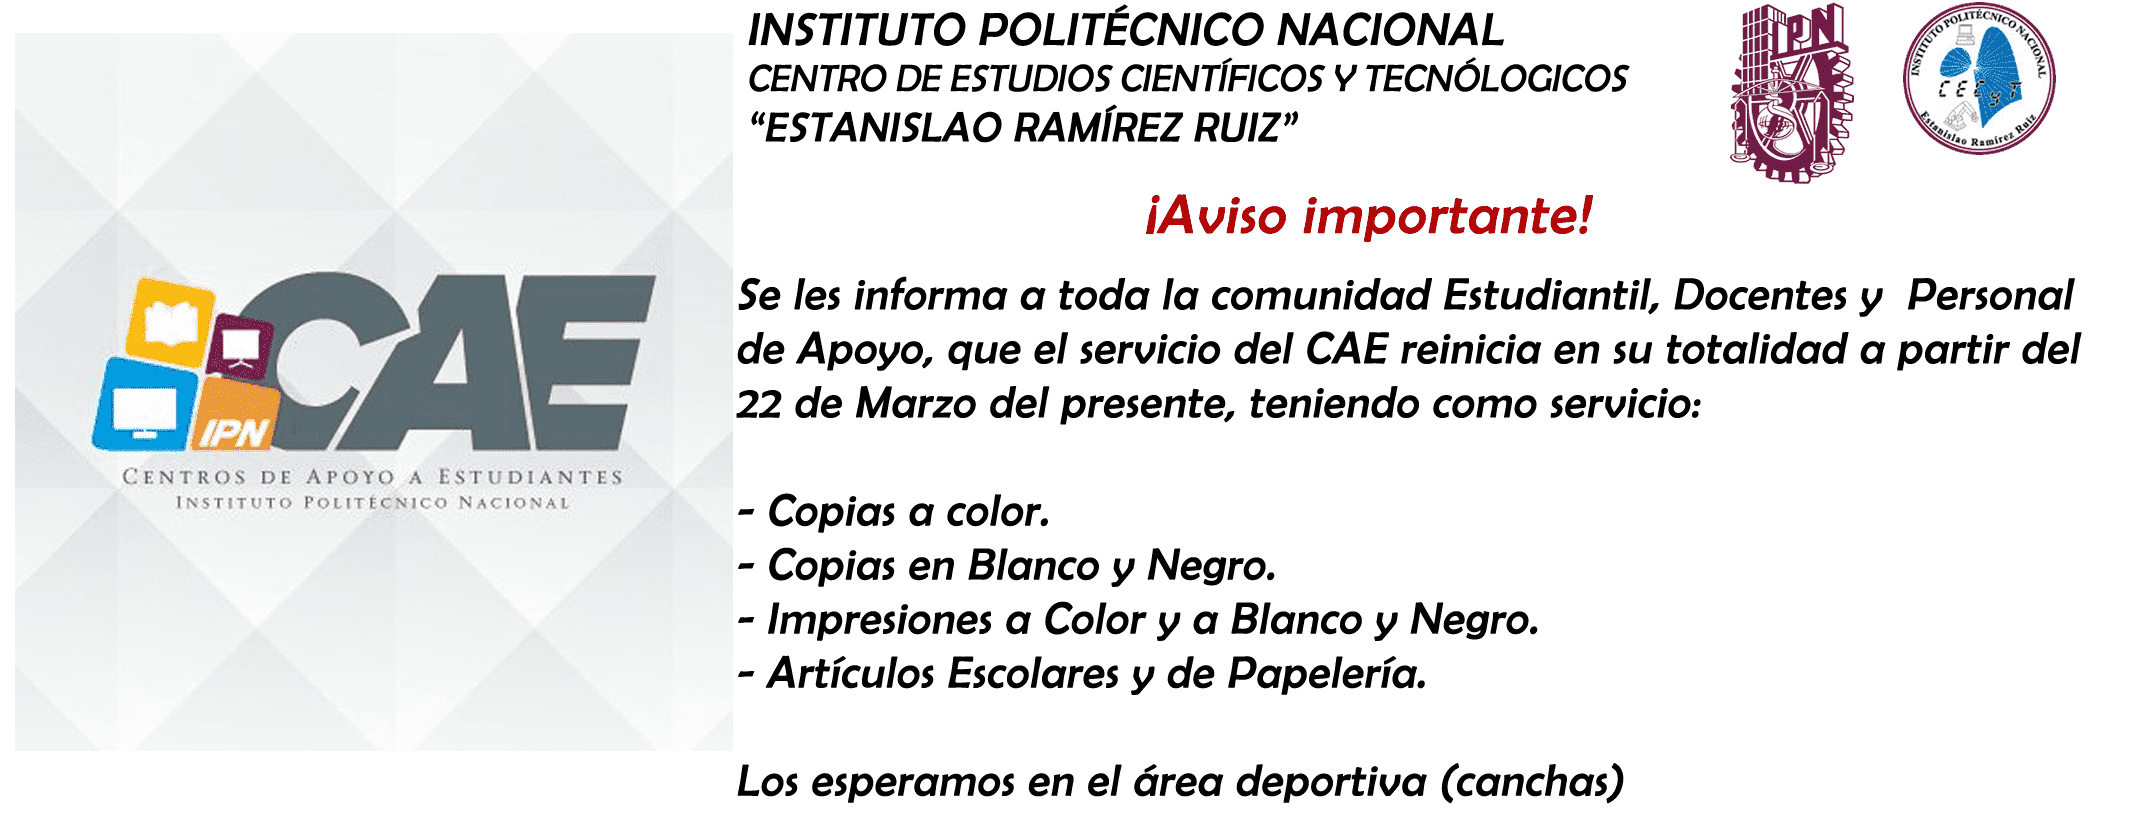 INSTITUTO POLITÉCNICO NACIONAL
CENTRO DE ESTUDIOS CIENTÍFICOS Y TECNÓLOGICOS
“ESTANISLAO RAMÍREZ RUIZ”
IPN
INSTITUTO POLITÉCNICO NACIONAL
CECyT
Estanislao Ramírez Ruiz
¡Aviso importante!
CAE
IPN
CENTROS DE APOYO A ESTUDIANTES
INSTITUTO POLITÉCNICO NACIONAL
Se les informa a toda la comunidad Estudiantil, Docentes y Personal
de Apoyo, que el servicio del CAE reinicia en su totalidad a partir del
22 de Marzo del presente, teniendo como servicio:
- Copias a color.
- Copias en Blanco y Negro.
- Impresiones a Color y a Blanco y Negro.
- Artículos Escolares y de Papelería.
Los esperamos en el área deportiva (canchas)